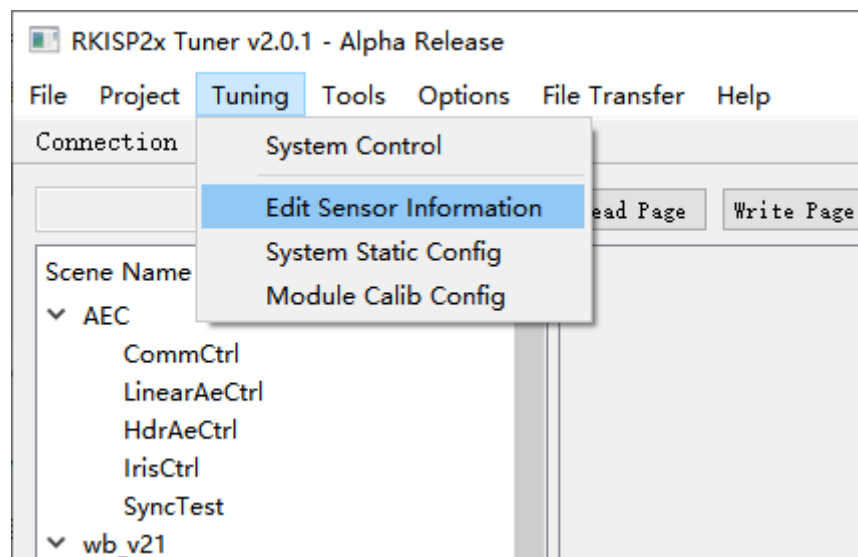 RKISP2x Tuner v2.0.1 - Alpha Release
File Project Tuning Tools Options File Transfer Help
Connection
System Control
Edit Sensor Information
ead Page Write Page
System Static Config
Scene Name
Module Calib Config
AEC
CommCtrl
LinearAeCtrl
HdrAeCtrl
IrisCtrl
SyncTest
wb_v21